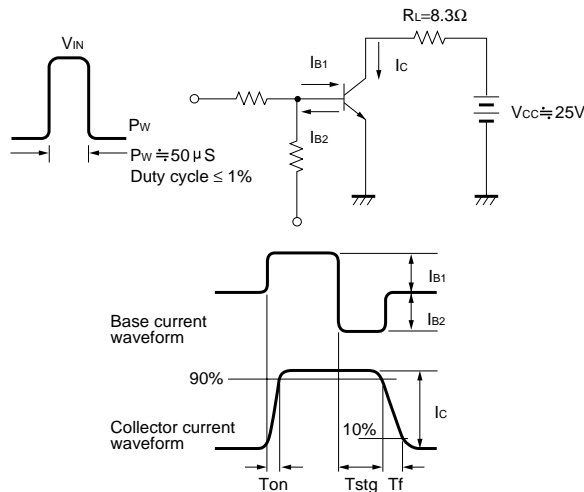 RL=8.3Ω
VIN
IB1
IC
IB2
VCC≒25V
PW
PW≒50μS
Duty cycle ≤ 1%
IB1
IB2
Base current
waveform
90%
IC
Collector current
waveform
10%
Ton
Tstg
Tf